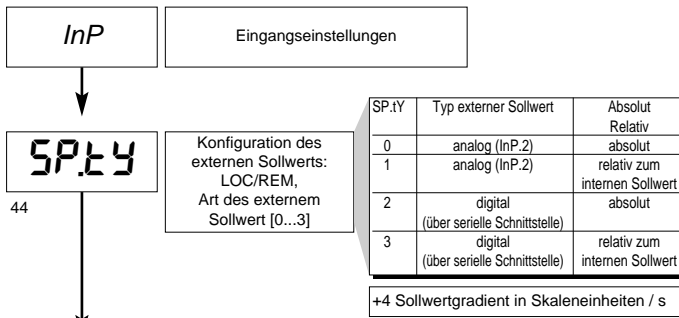 InP
Eingangseinstellungen
SP.tY
44
Konfiguration des
externen Sollwerts:
LOC/REM,
Art des externem
Sollwert [0...3]
SP.tY Typ externer Sollwert Absolut
Relativ
0 analog (InP.2) absolut
1 analog (InP.2) relativ zum
internen Sollwert
2 digital absolut
(über serielle Schnittstelle)
3 digital relativ zum
(über serielle Schnittstelle) internen Sollwert
+4 Sollwertgradient in Skaleneinheiten / s